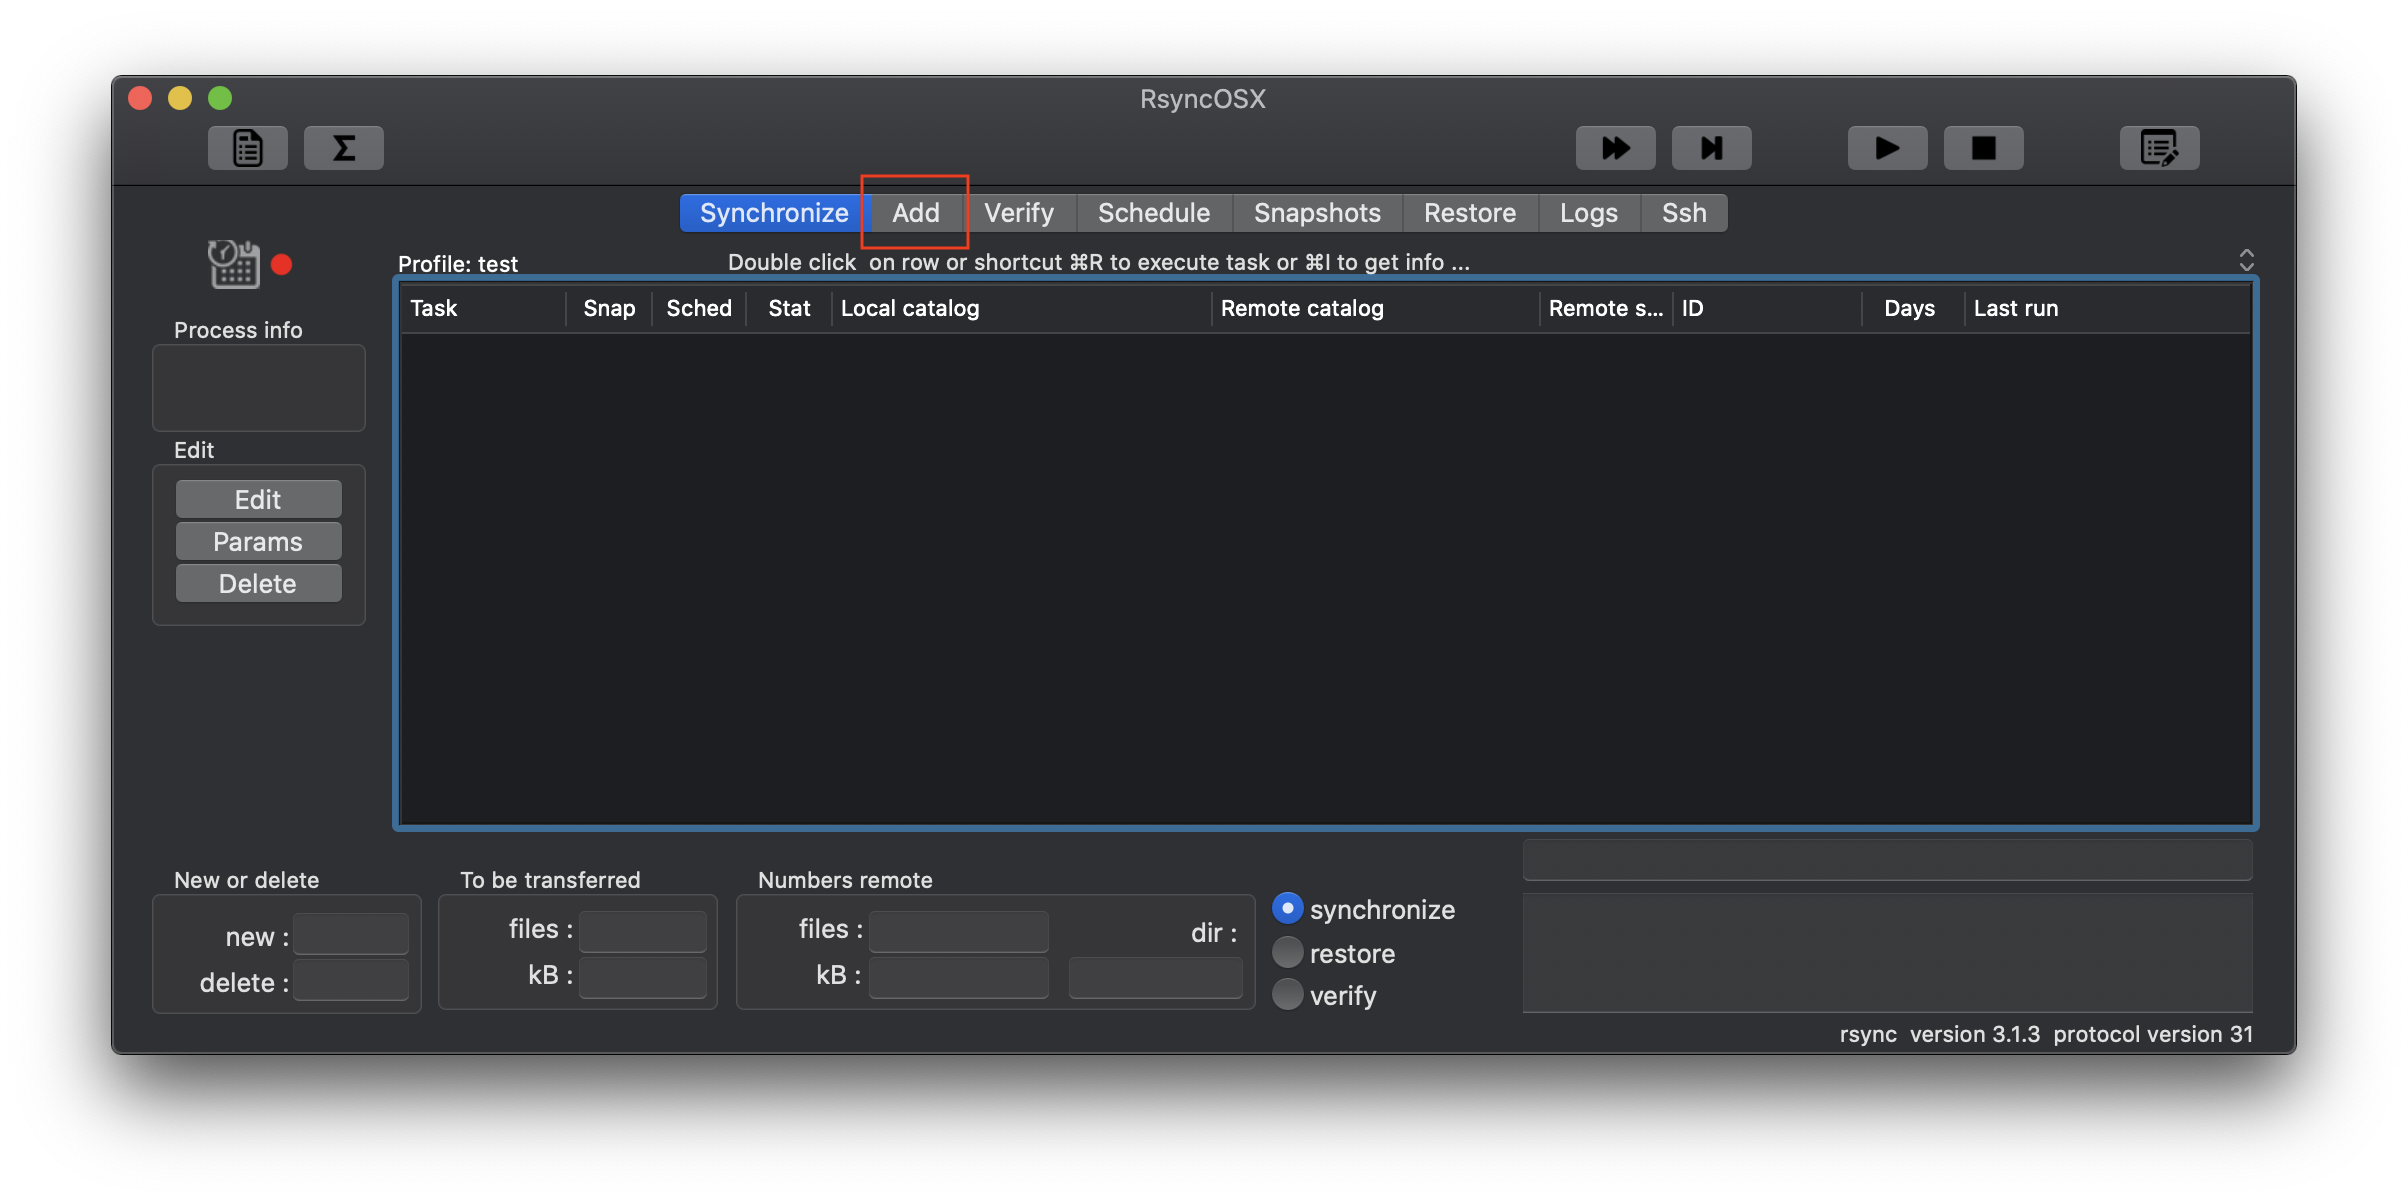 RsyncOSX
Synchronize Add Verify Schedule Snapshots Restore Logs Ssh
Profile: test Double click on row or shortcut ⌘R to execute task or ⌘I to get info ...
Task Snap Sched Stat Local catalog Remote catalog Remote s... ID Days Last run
Process info
Edit
Edit
Params
Delete
New or delete
new :
delete :
To be transferred
files :
kB :
Numbers remote
files :
kB :
dir :
synchronize
restore
verify
rsync version 3.1.3 protocol version 31